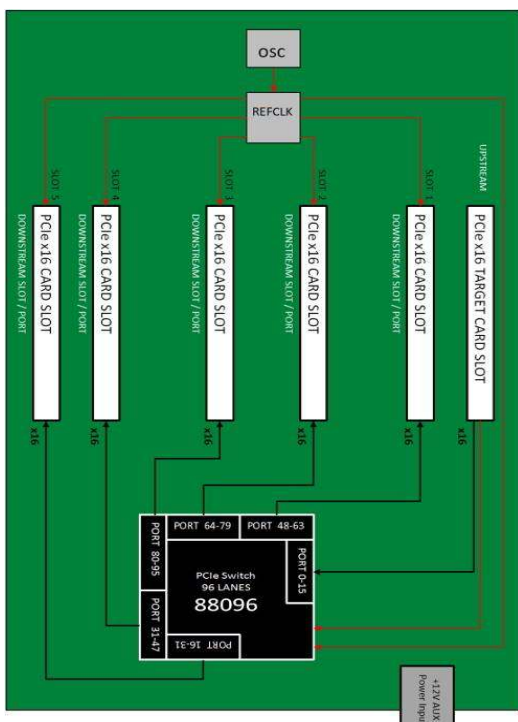 OSC
REFCLK
UPSTREAM
SLOT 5
SLOT 4
SLOT 3
SLOT 2
SLOT 1
PCIe x16 CARD SLOT
DOWNSTREAM SLOT / PORT
PCIe x16 CARD SLOT
DOWNSTREAM SLOT / PORT
PCIe x16 CARD SLOT
DOWNSTREAM SLOT / PORT
PCIe x16 CARD SLOT
DOWNSTREAM SLOT / PORT
PCIe x16 CARD SLOT
DOWNSTREAM SLOT / PORT
PCIe x16 TARGET CARD SLOT
x16
x16
x16
x16
x16
x16
PORT 64-79
PORT 48-63
PORT 80-95
PORT 0-15
PCIe Switch
96 LANES
88096
PORT 31-47
PORT 16-31
+12V AUX
Power Input